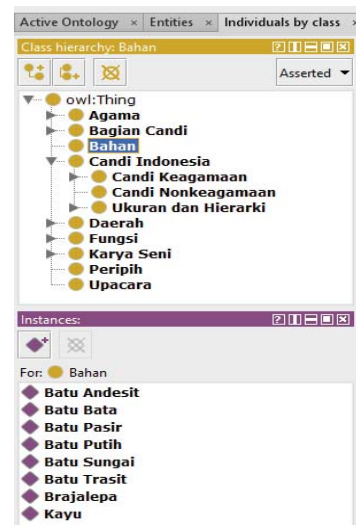 Active Ontology × Entities × Individuals by class ×
Class hierarchy: Bahan
Asserted
owl:Thing
Agama
Bagian Candi
Bahan
Candi Indonesia
Candi Keagamaan
Candi Nonkeagamaan
Ukuran dan Hierarki
Daerah
Fungsi
Karya Seni
Peripih
Upacara
Instances:
For: Bahan
Batu Andesit
Batu Bata
Batu Pasir
Batu Putih
Batu Sungai
Batu Trasit
Brajalepa
Kayu